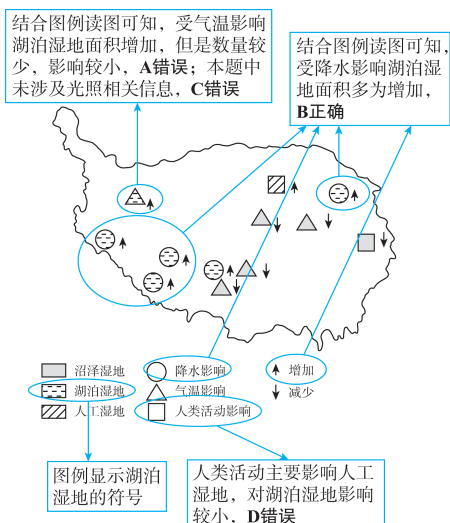 结合图例读图可知，受气温影响
湖泊湿地面积增加，但是数量较
少，影响较小，A错误；本题中
未涉及光照相关信息，C错误
结合图例读图可知，
受降水影响湖泊湿
地面积多为增加，
B正确
沼泽湿地
降水影响
增加
湖泊湿地
气温影响
减少
人工湿地
人类活动影响
图例显示湖泊
湿地的符号
人类活动主要影响人工
湿地，对湖泊湿地影响
较小，D错误